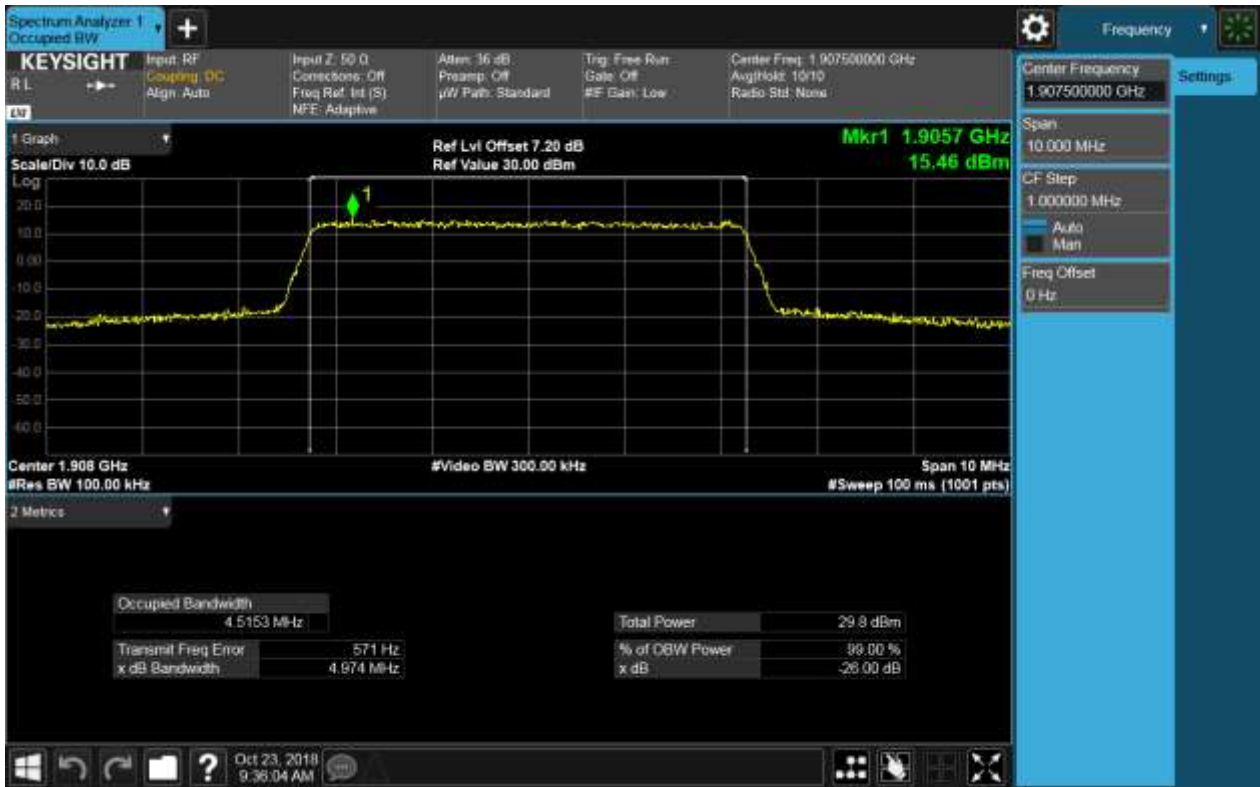 Spectrum Analyzer 1
Occupied BW
+
Frequency
KEYSIGHT
RL
Input: RF
Coupling: DC
Align: Auto
Input Z: 50 Ω
Corrections: Off
Freq Ref: Int (S)
NFE: Adaptive
Atten: 36 dB
Preamp: Off
µW Path: Standard
Trig: Free Run
Gate: Off
#IF Gain: Low
Center Freq: 1.907500000 GHz
Avg|Hold: 10/10
Radio Std: None
Center Frequency
1.907500000 GHz
Settings
Span
10.000 MHz
CF Step
1.000000 MHz
Auto
Man
Freq Offset
0 Hz
1 Graph
Scale/Div 10.0 dB
Ref Lvl Offset 7.20 dB
Ref Value 30.00 dBm
Mkr1 1.9057 GHz
15.46 dBm
Log
1
20.0
10.0
0.00
-10.0
-20.0
-30.0
-40.0
-50.0
-60.0
Center 1.908 GHz
#Video BW 300.00 kHz
Span 10 MHz
#Res BW 100.00 kHz
#Sweep 100 ms (1001 pts)
2 Metrics
Occupied Bandwidth
4.5153 MHz
Total Power 29.8 dBm
Transmit Freq Error 571 Hz
% of OBW Power 99.00 %
x dB Bandwidth 4.974 MHz
x dB -26.00 dB
?
Oct 23, 2018
9:36:04 AM